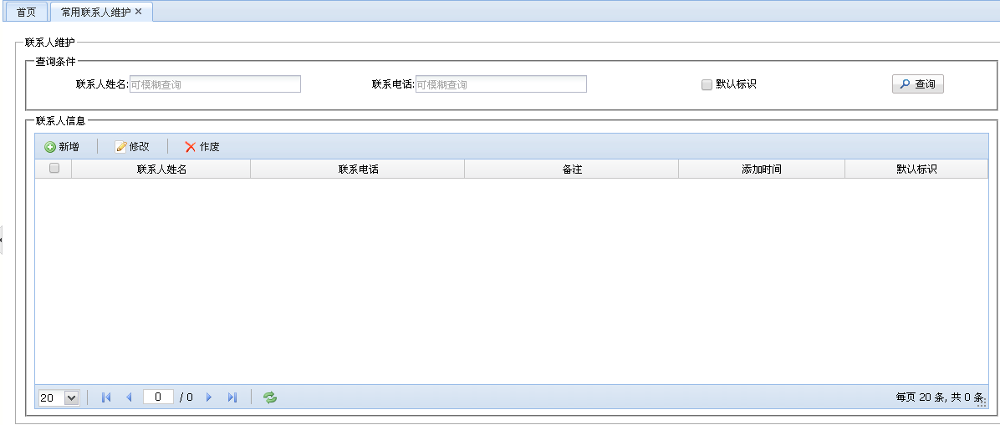 首页 常用联系人维护 ×
联系人维护
查询条件
联系人姓名: 可模糊查询 联系电话: 可模糊查询 默认标识 查询
联系人信息
新增 修改 作废
联系人姓名 联系电话 备注 添加时间 默认标识
20 0 / 0 每页 20 条, 共 0 条